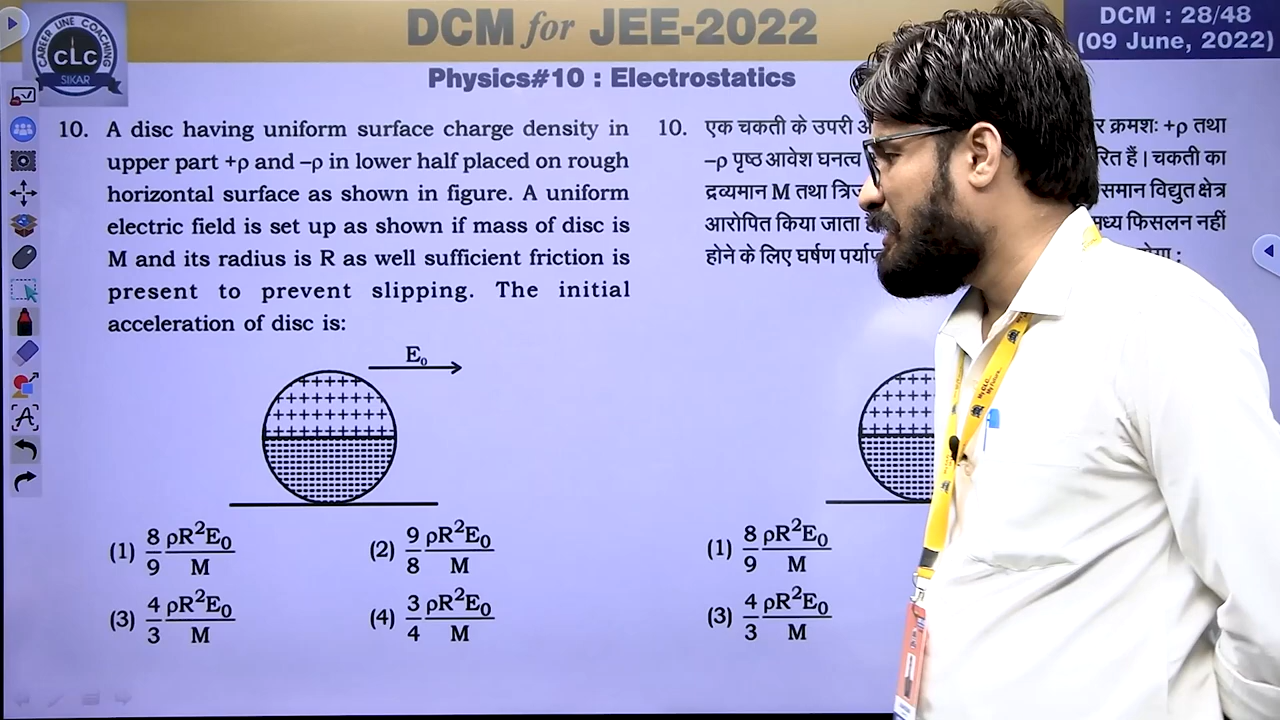 DCM for JEE-2022
DCM : 28/48
(09 June, 2022)
CAREER LINE COACHING
CLC
SIKAR
Physics#10 : Electrostatics
10. A disc having uniform surface charge density in
upper part +ρ and –ρ in lower half placed on rough
horizontal surface as shown in figure. A uniform
electric field is set up as shown if mass of disc is
M and its radius is R as well sufficient friction is
present to prevent slipping. The initial
acceleration of disc is:
E₀
(1) 8/9 ρR²E₀/M
(2) 9/8 ρR²E₀/M
(3) 4/3 ρR²E₀/M
(4) 3/4 ρR²E₀/M
10. एक चकती के उपरी र क्रमशः +ρ तथा
–ρ पृष्ठ आवेश घनत्व रित हैं। चकती का
द्रव्यमान M तथा समान विद्युत क्षेत्र
आरोपित किया जाता मध्य फिसलन नहीं
होने के लिए घर्षण
(1) 8/9 ρR²E₀/M
(3) 4/3 ρR²E₀/M